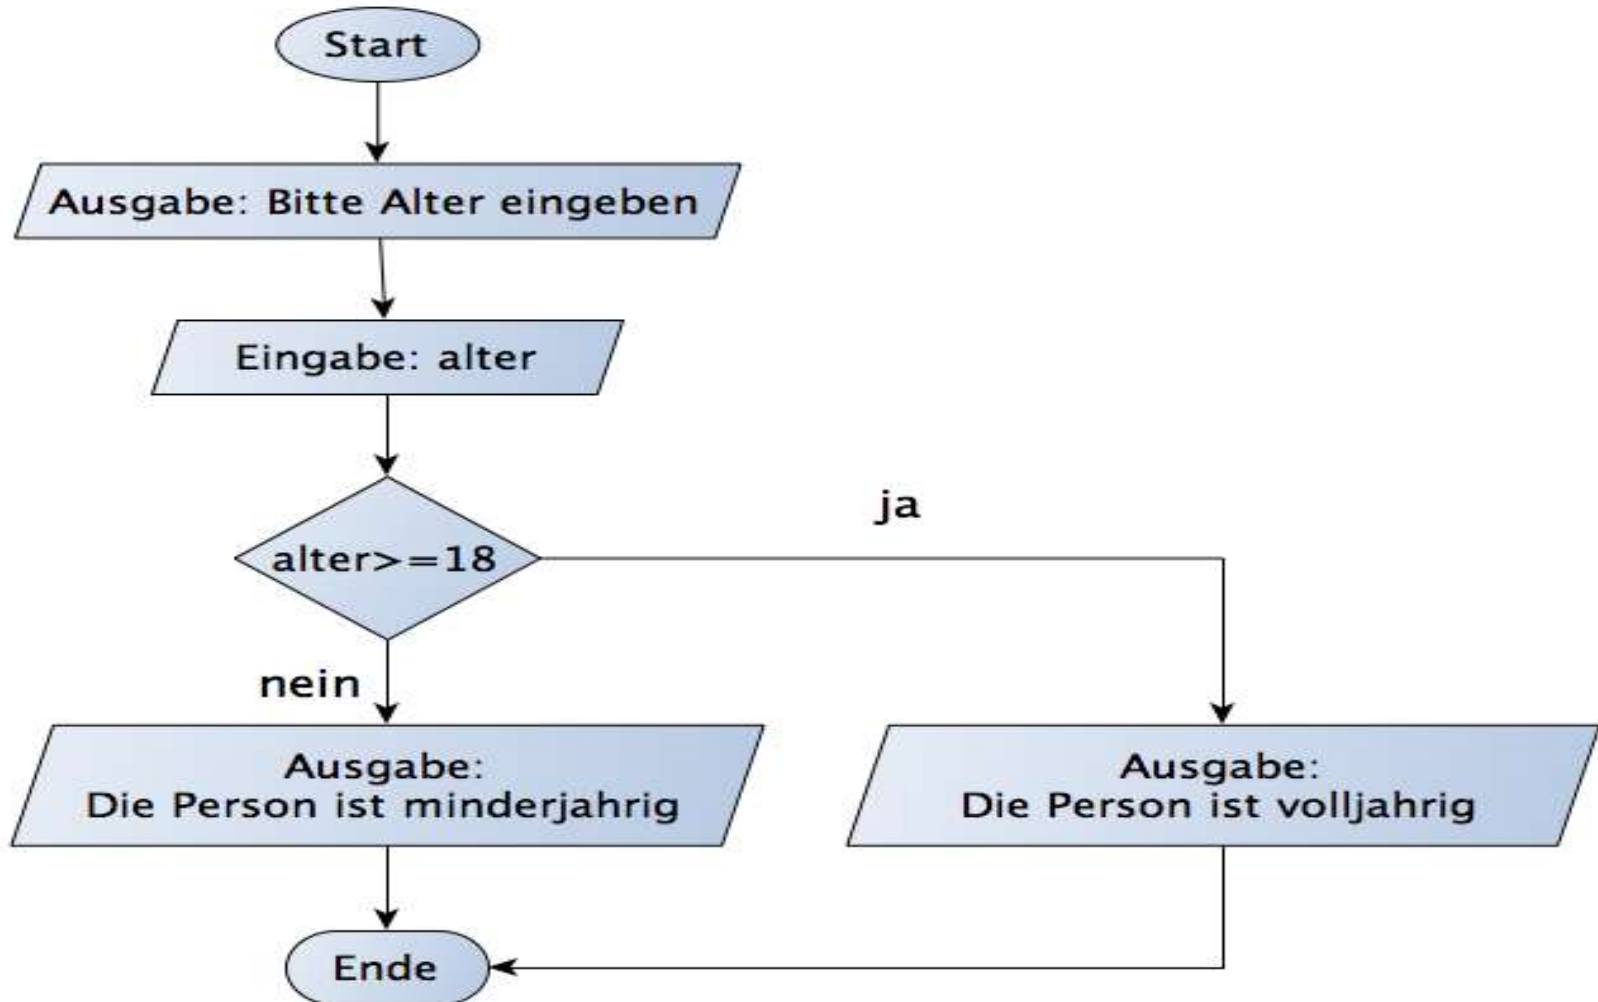 Start
Ausgabe: Bitte Alter eingeben
Eingabe: alter
alter>=18
ja
nein
Ausgabe:
Die Person ist minderjahrig
Ausgabe:
Die Person ist volljahrig
Ende